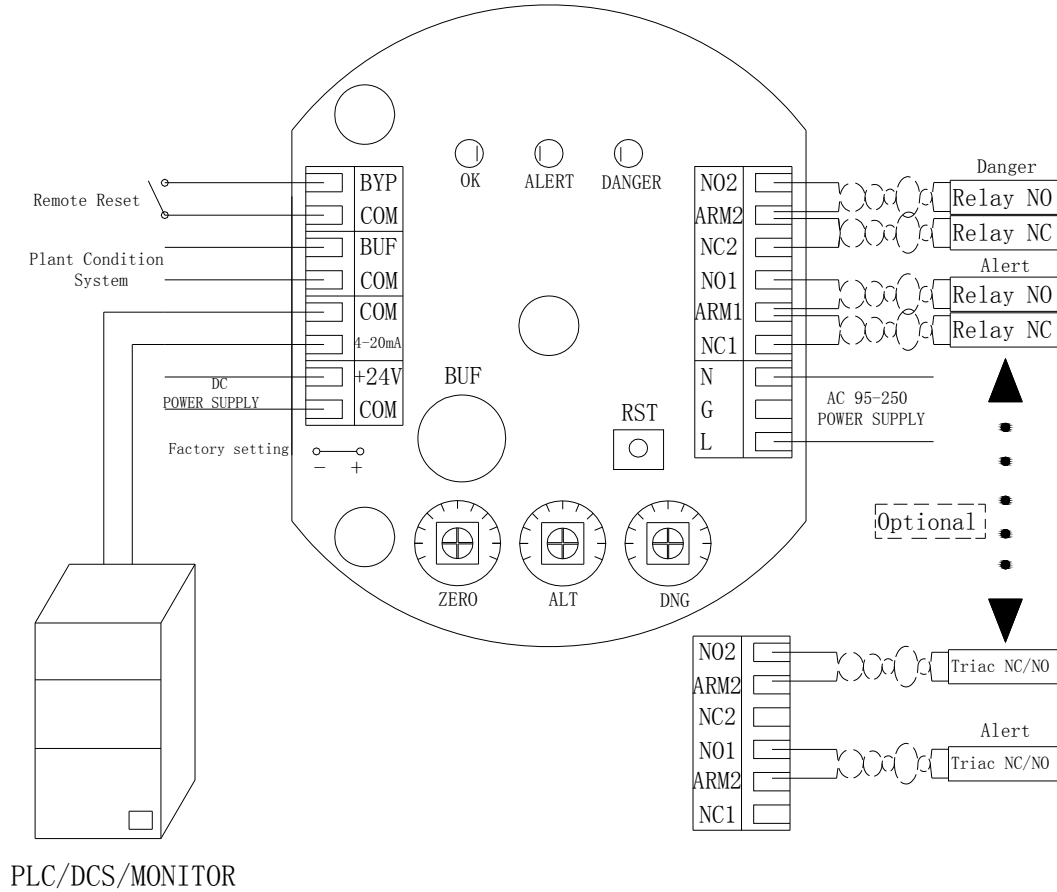 OK
ALERT
DANGER
Remote Reset
Plant Condition
System
DC
POWER SUPPLY
Factory setting
- +
BYP
COM
BUF
COM
COM
4-20mA
+24V
COM
BUF
RST
ZERO
ALT
DNG
NO2
ARM2
NC2
NO1
ARM1
NC1
N
G
L
Danger
Relay NO
Relay NC
Alert
Relay NO
Relay NC
AC 95-250
POWER SUPPLY
Optional
NO2
ARM2
NC2
NO1
ARM2
NC1
Triac NC/NO
Alert
Triac NC/NO
PLC/DCS/MONITOR